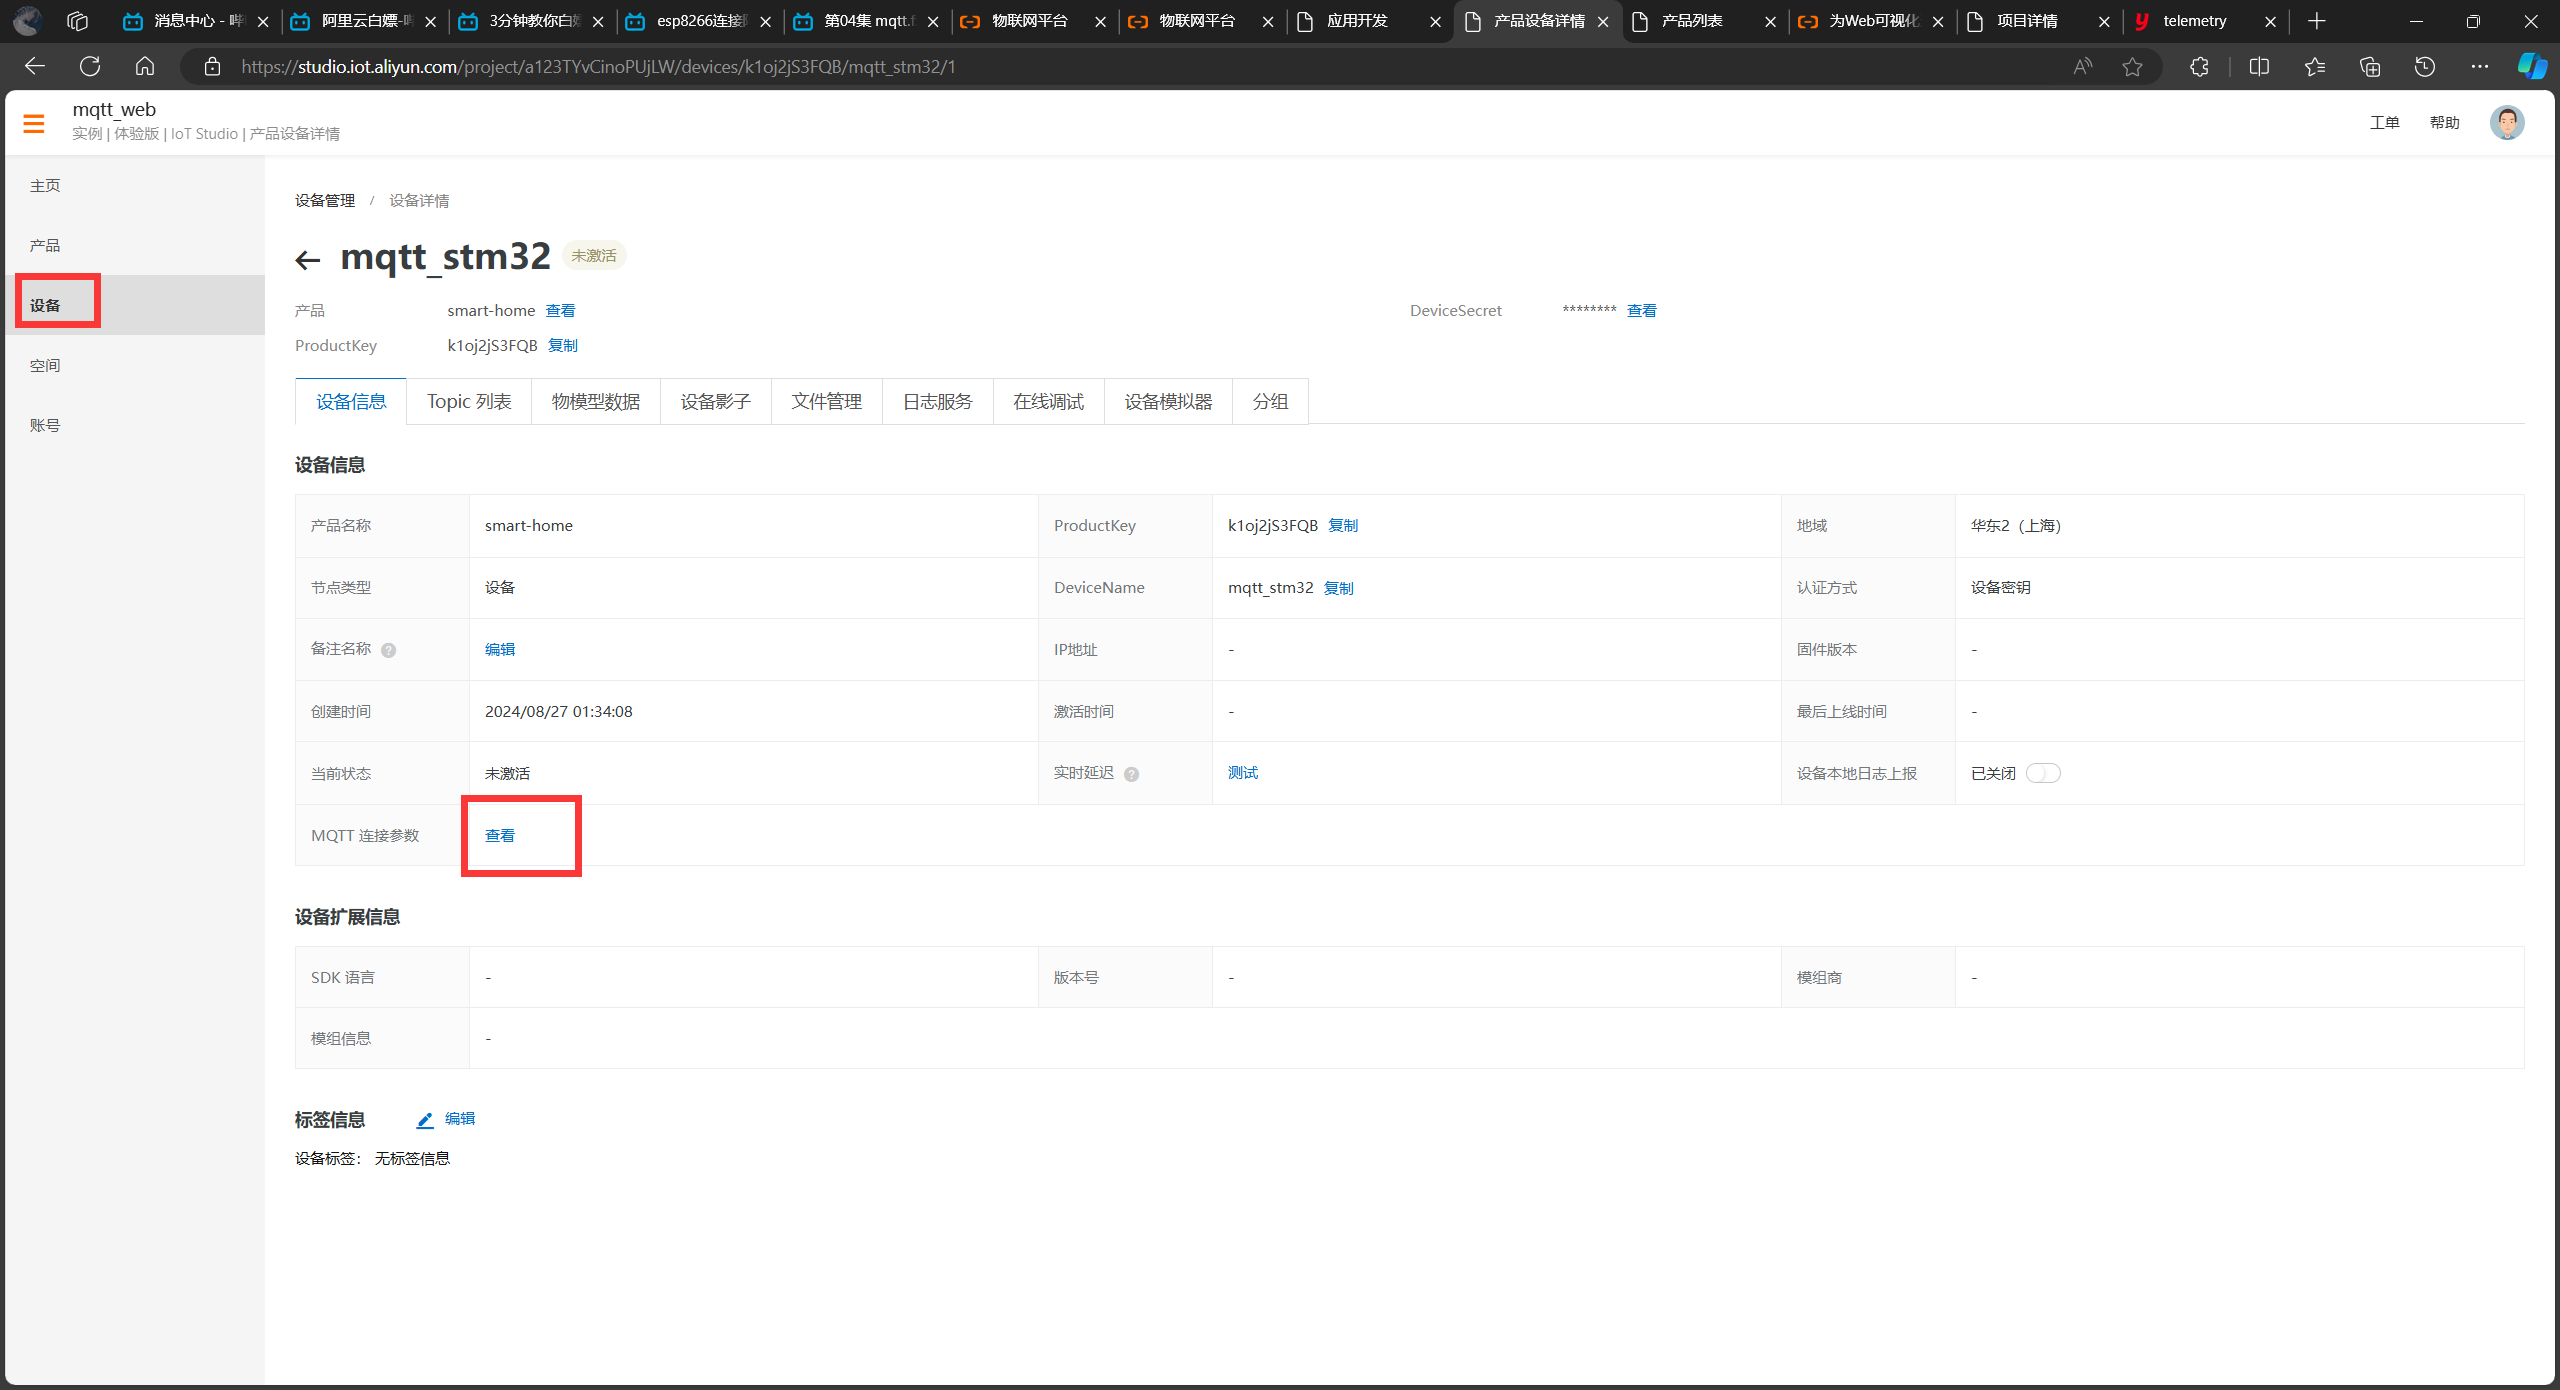 消息中心 - 哔
阿里云白嫖-哔
3分钟教你白嫖
esp8266连接
第04集 mqtt.f
物联网平台
物联网平台
应用开发
产品设备详情
产品列表
为Web可视化
项目详情
telemetry
https://studio.iot.aliyun.com/project/a123TYvCinoPUjLW/devices/k1oj2jS3FQB/mqtt_stm32/1
mqtt_web
实例 | 体验版 | IoT Studio | 产品设备详情
工单 帮助
主页
产品
设备
空间
账号
设备管理 / 设备详情
mqtt_stm32 未激活
产品 smart-home 查看 DeviceSecret ******** 查看
ProductKey k1oj2jS3FQB 复制
设备信息 Topic 列表 物模型数据 设备影子 文件管理 日志服务 在线调试 设备模拟器 分组
设备信息
产品名称 smart-home ProductKey k1oj2jS3FQB 复制 地域 华东2（上海）
节点类型 设备 DeviceName mqtt_stm32 复制 认证方式 设备密钥
备注名称 ? 编辑 IP地址 - 固件版本 -
创建时间 2024/08/27 01:34:08 激活时间 - 最后上线时间 -
当前状态 未激活 实时延迟 ? 测试 设备本地日志上报 已关闭
MQTT 连接参数 查看
设备扩展信息
SDK 语言 - 版本号 - 模组商 -
模组信息 -
标签信息 编辑
设备标签： 无标签信息